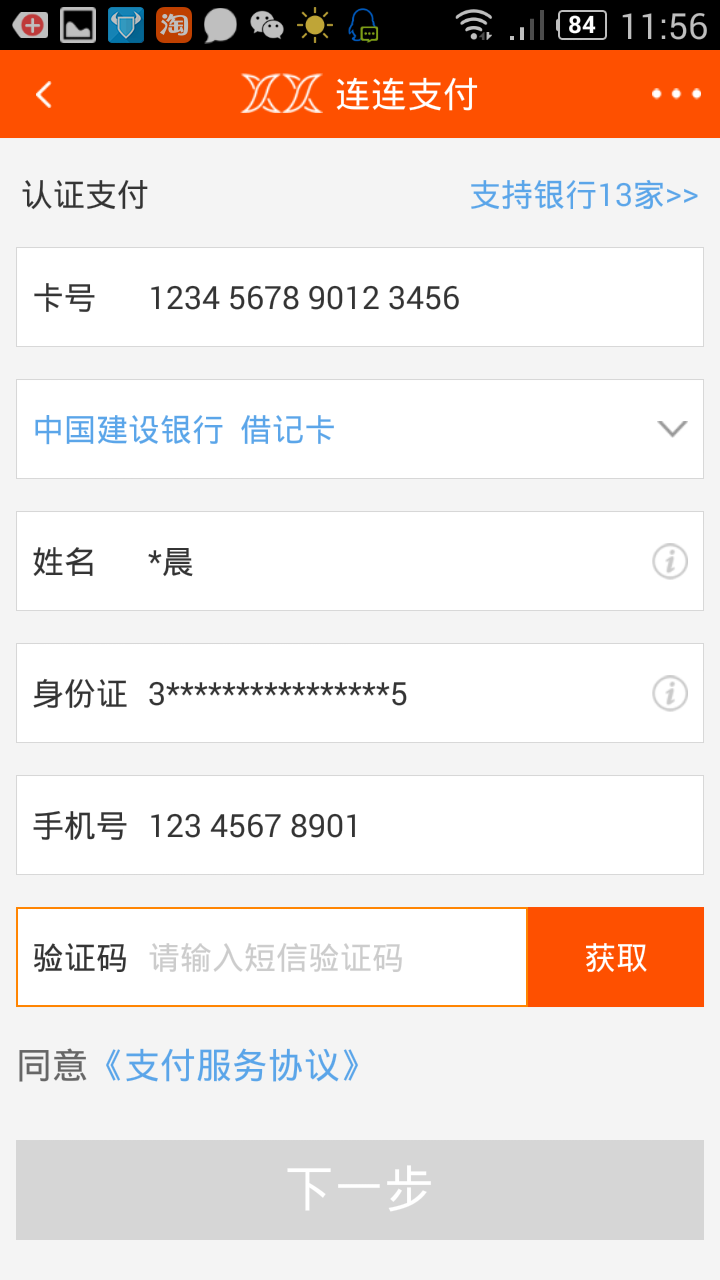 淘 84 11:56
连连支付
认证支付 支持银行13家>>
卡号 1234 5678 9012 3456
中国建设银行 借记卡
姓名 *晨
身份证 3****************5
手机号 123 4567 8901
验证码 请输入短信验证码 获取
同意《支付服务协议》
下一步